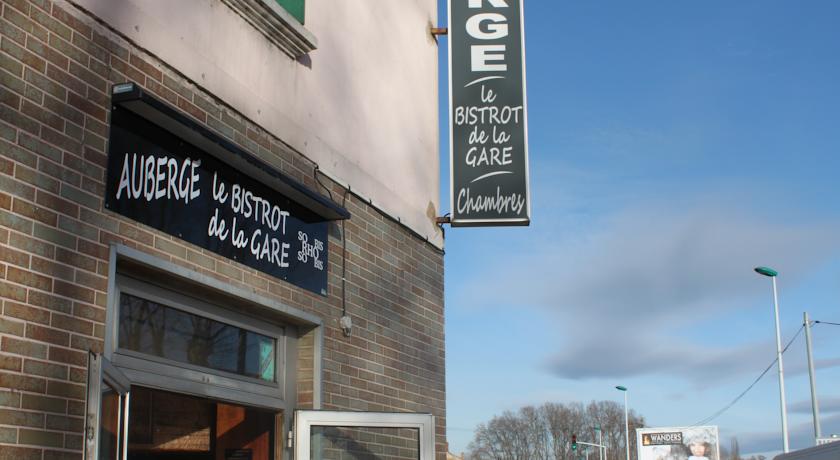 AUBERGE le BISTROT
de la GARE
SO BIS
RHO
SO BIS
RGE
le
BISTROT
de la
GARE
Chambres
WANDERS